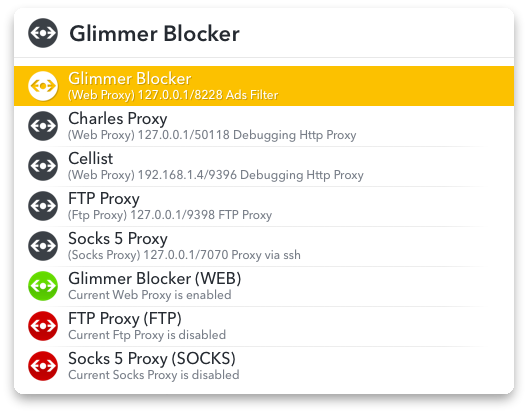 Glimmer Blocker
Glimmer Blocker
(Web Proxy) 127.0.0.1/8228 Ads Filter
Charles Proxy
(Web Proxy) 127.0.0.1/50118 Debugging Http Proxy
Cellist
(Web Proxy) 192.168.1.4/9396 Debugging Http Proxy
FTP Proxy
(Ftp Proxy) 127.0.0.1/9398 FTP Proxy
Socks 5 Proxy
(Socks Proxy) 127.0.0.1/7070 Proxy via ssh
Glimmer Blocker (WEB)
Current Web Proxy is enabled
FTP Proxy (FTP)
Current Ftp Proxy is disabled
Socks 5 Proxy (SOCKS)
Current Socks Proxy is disabled